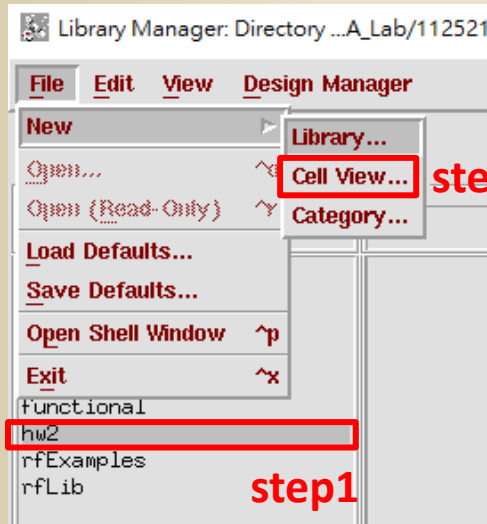 Library Manager: Directory ...A_Lab/112521
File Edit View Design Manager
New
Library...
Open... ^o
Cell View...
Open (Read-Only) ^r
Category...
Load Defaults...
Save Defaults...
Open Shell Window ^p
Exit ^x
functional
hw2
rfExamples
rfLib
step1